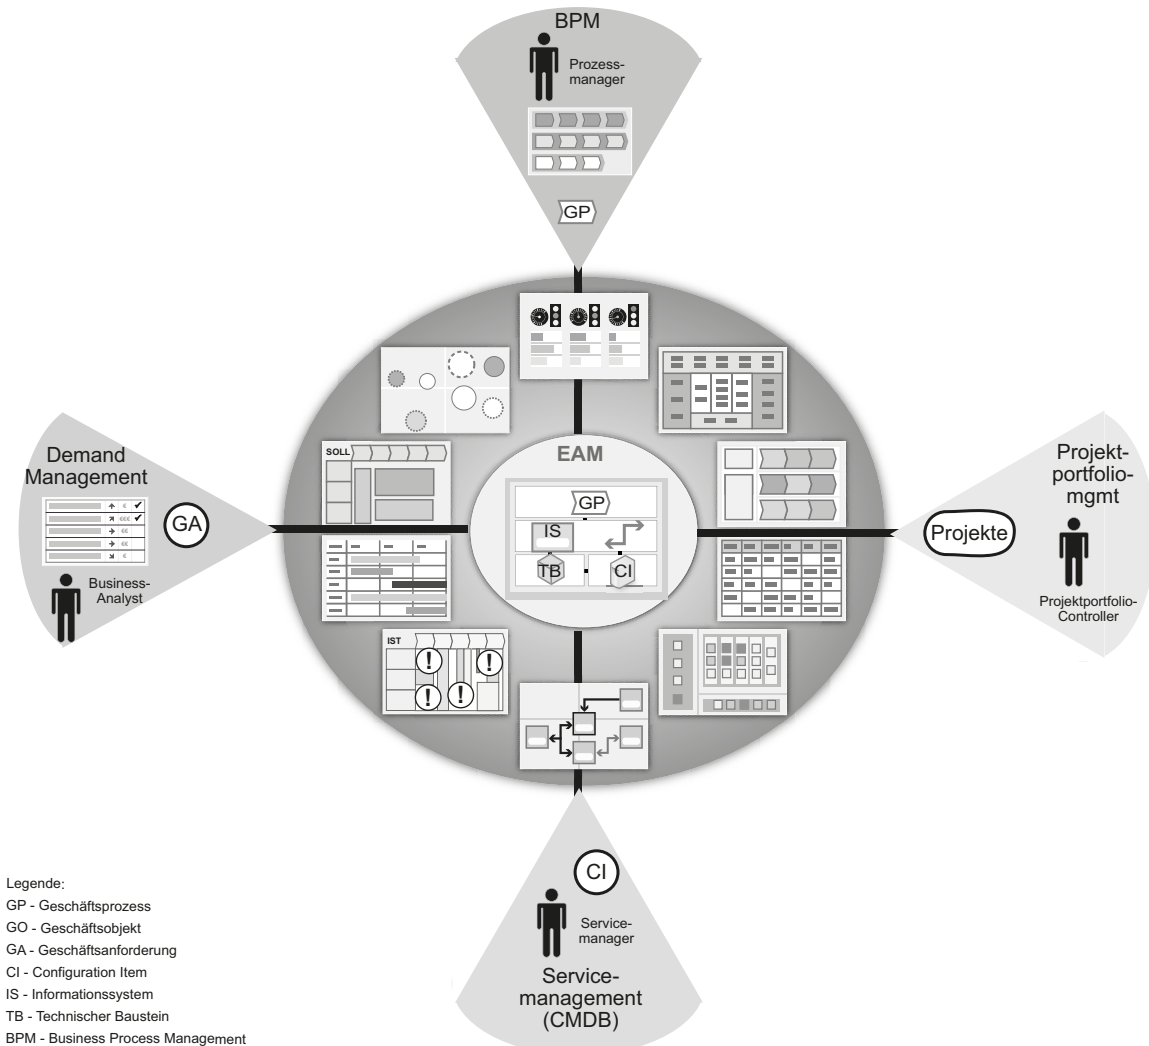 BPM
Prozess-
manager
GP
Demand
Management
GA
Business-
Analyst
SOLL
EAM
GP
IS
TB
CI
IST
Projekt-
portfolio-
mgmt
Projekte
Projektportfolio-
Controller
CI
Service-
manager
Service-
management
(CMDB)
Legende:
GP - Geschäftsprozess
GO - Geschäftsobjekt
GA - Geschäftsanforderung
CI - Configuration Item
IS - Informationssystem
TB - Technischer Baustein
BPM - Business Process Management